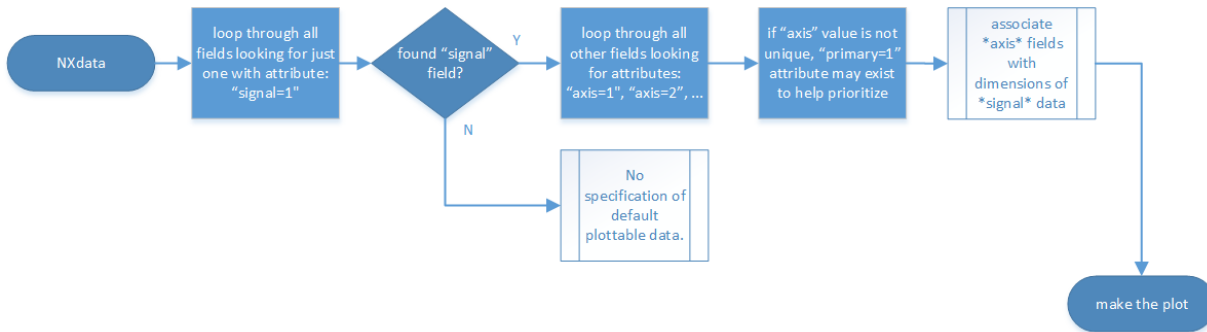 NXdata
loop through all
fields looking for just
one with attribute:
“signal=1"
found “signal”
field?
Y
N
loop through all
other fields looking
for attributes:
“axis=1”, “axis=2”, ...
if “axis” value is not
unique, “primary=1”
attribute may exist
to help prioritize
associate
*axis* fields
with
dimensions of
*signal* data
No
specification of
default
plottable data.
make the plot